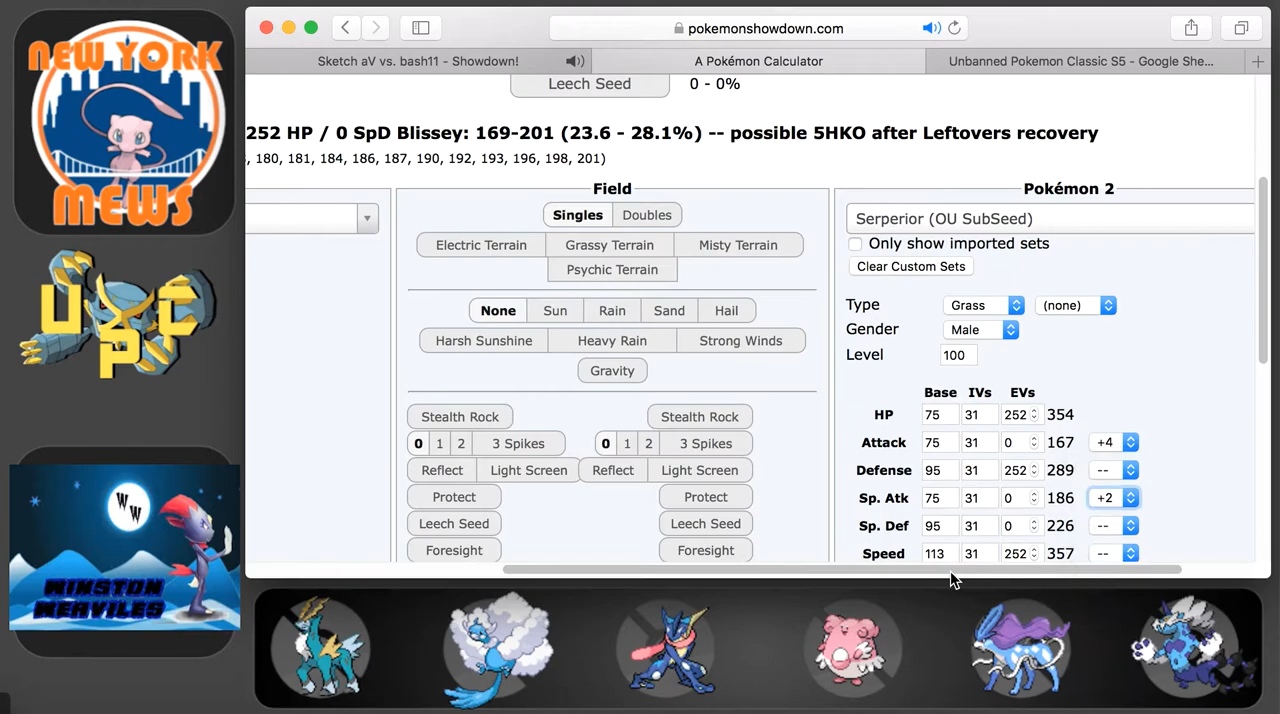 NEW YORK
MEWS
UPC
WW
WINSTON
WEAVILES
pokemonshowdown.com
Sketch aV vs. bash11 - Showdown!
A Pokémon Calculator
Unbanned Pokemon Classic S5 - Google She...
Leech Seed 0 - 0%
252 HP / 0 SpD Blissey: 169-201 (23.6 - 28.1%) -- possible 5HKO after Leftovers recovery
, 180, 181, 184, 186, 187, 190, 192, 193, 196, 198, 201)
Field
Singles Doubles
Electric Terrain Grassy Terrain Misty Terrain
Psychic Terrain
None Sun Rain Sand Hail
Harsh Sunshine Heavy Rain Strong Winds
Gravity
Stealth Rock Stealth Rock
0 1 2 3 Spikes 0 1 2 3 Spikes
Reflect Light Screen Reflect Light Screen
Protect Protect
Leech Seed Leech Seed
Foresight Foresight
Pokémon 2
Serperior (OU SubSeed)
Only show imported sets
Clear Custom Sets
Type Grass (none)
Gender Male
Level 100
Base IVs EVs
HP 75 31 252 354
Attack 75 31 0 167 +4
Defense 95 31 252 289 --
Sp. Atk 75 31 0 186 +2
Sp. Def 95 31 0 226 --
Speed 113 31 252 357 --